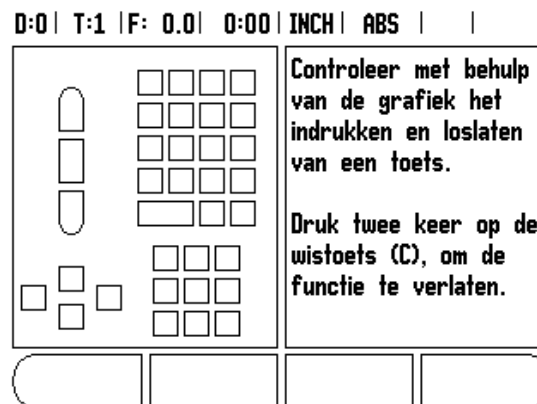 D:0 | T:1 | F: 0.0 | 0:00 | INCH | ABS | |
Controleer met behulp
van de grafiek het
indrukken en loslaten
van een toets.
Druk twee keer op de
wistoets (C), om de
functie te verlaten.